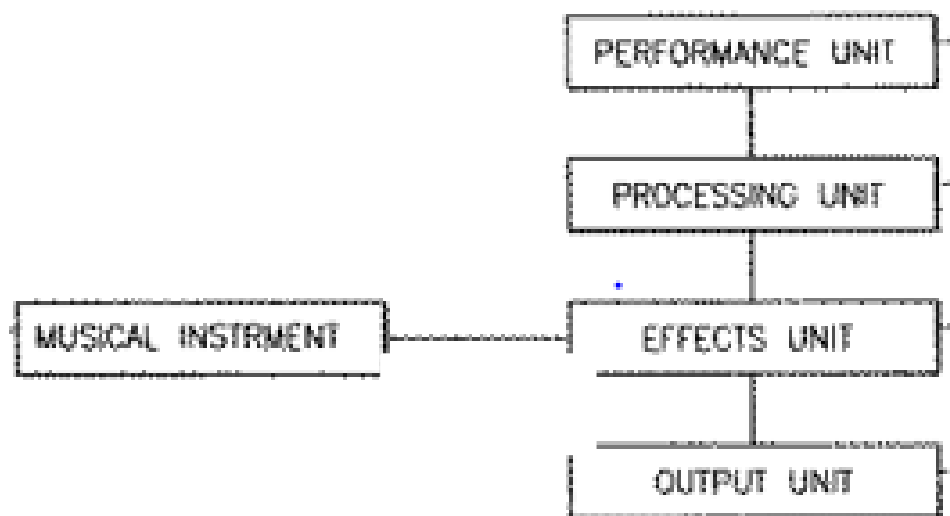 PERFORMANCE UNIT
PROCESSING UNIT
MUSICAL INSTRMENT
EFFECTS UNIT
OUTPUT UNIT